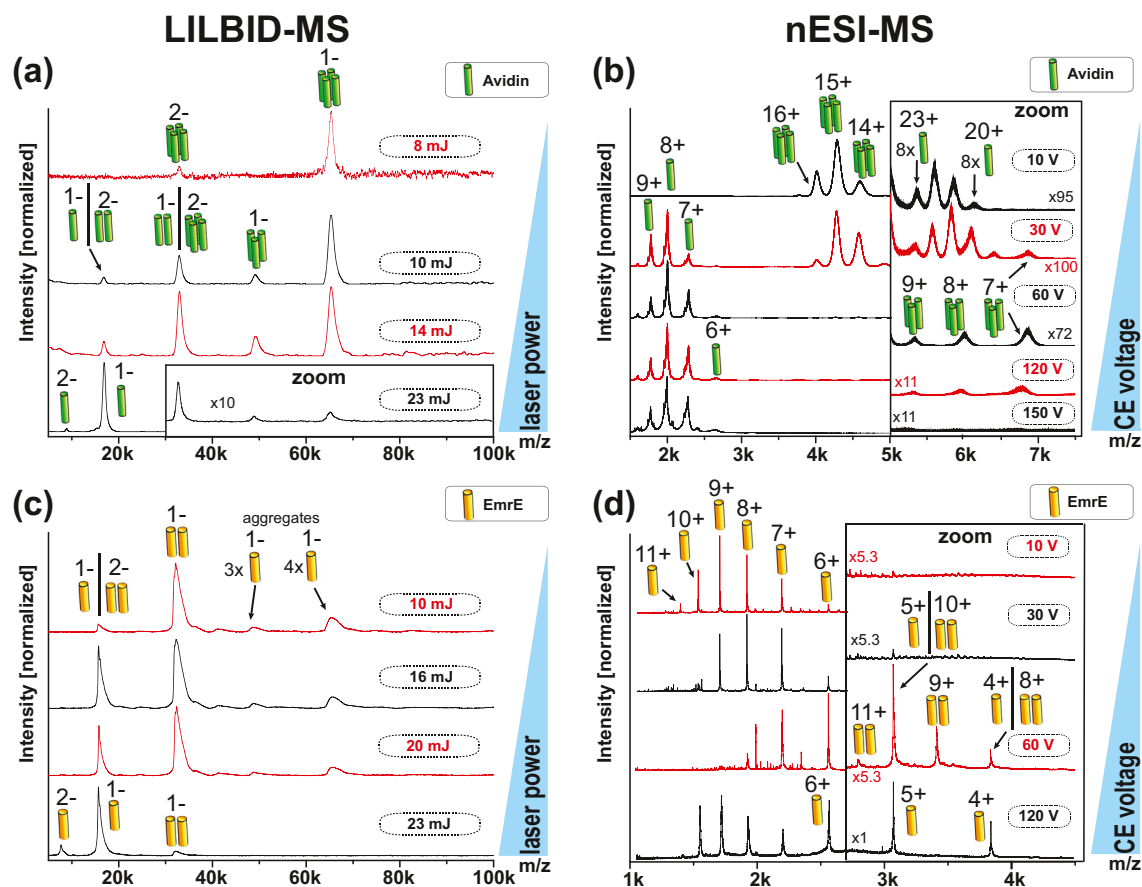 LILBID-MS
nESI-MS
(a)
Avidin
Intensity [normalized]
1-
2-
8 mJ
1- 2-
1-
1-
10 mJ
14 mJ
2-
1-
zoom
x10
23 mJ
laser power
20k 40k 60k 80k 100k
m/z
(b)
Avidin
Intensity [normalized]
zoom
15+
16+
14+
8+
9+
7+
23+
8x
20+
8x
10 V
x95
30 V
x100
9+ 8+ 7+
60 V
x72
6+
120 V
x11
150 V
x11
CE voltage
2k 3k 4k 5k 6k 7k
m/z
(c)
EmrE
Intensity [normalized]
1-
aggregates
1-
1-
3x
4x
1- 2-
10 mJ
16 mJ
20 mJ
2-
1-
1-
23 mJ
laser power
20k 40k 60k 80k 100k
m/z
(d)
EmrE
Intensity [normalized]
zoom
9+
10+
8+
11+
7+
6+
x5.3
10 V
5+ 10+
30 V
x5.3
11+
9+
4+ 8+
60 V
x5.3
6+
5+
4+
120 V
x1
CE voltage
1k 2k 3k 4k
m/z